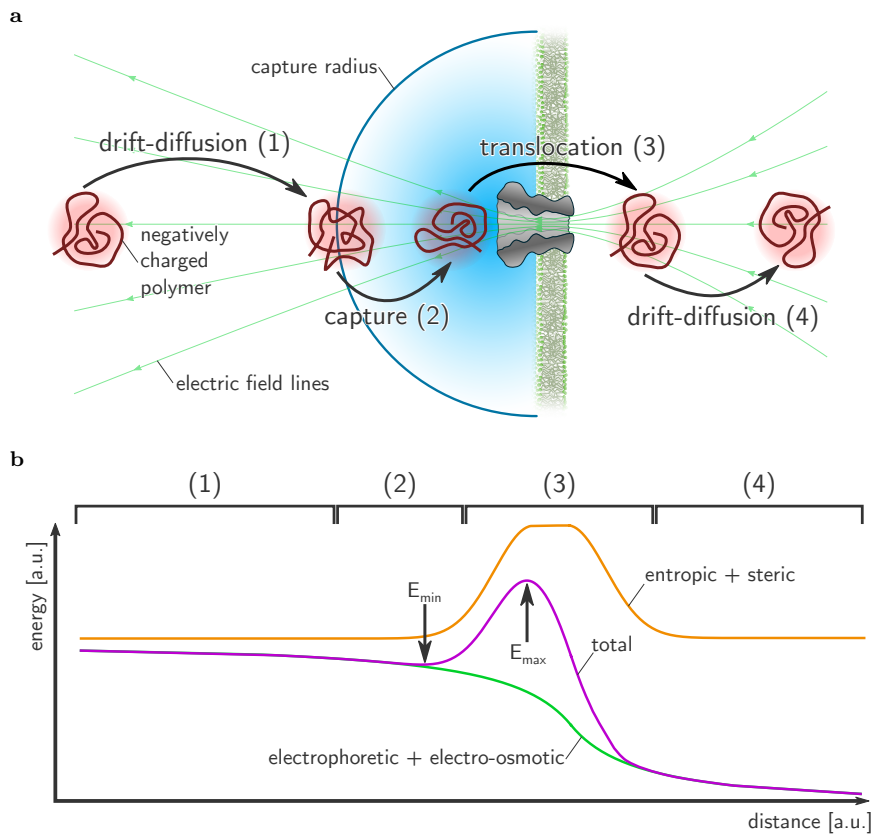 a
capture radius
drift-diffusion (1)
translocation (3)
negatively
charged
polymer
capture (2)
drift-diffusion (4)
electric field lines
b
(1)
(2)
(3)
(4)
energy [a.u.]
E_min
entropic + steric
E_max
total
electrophoretic + electro-osmotic
distance [a.u.]